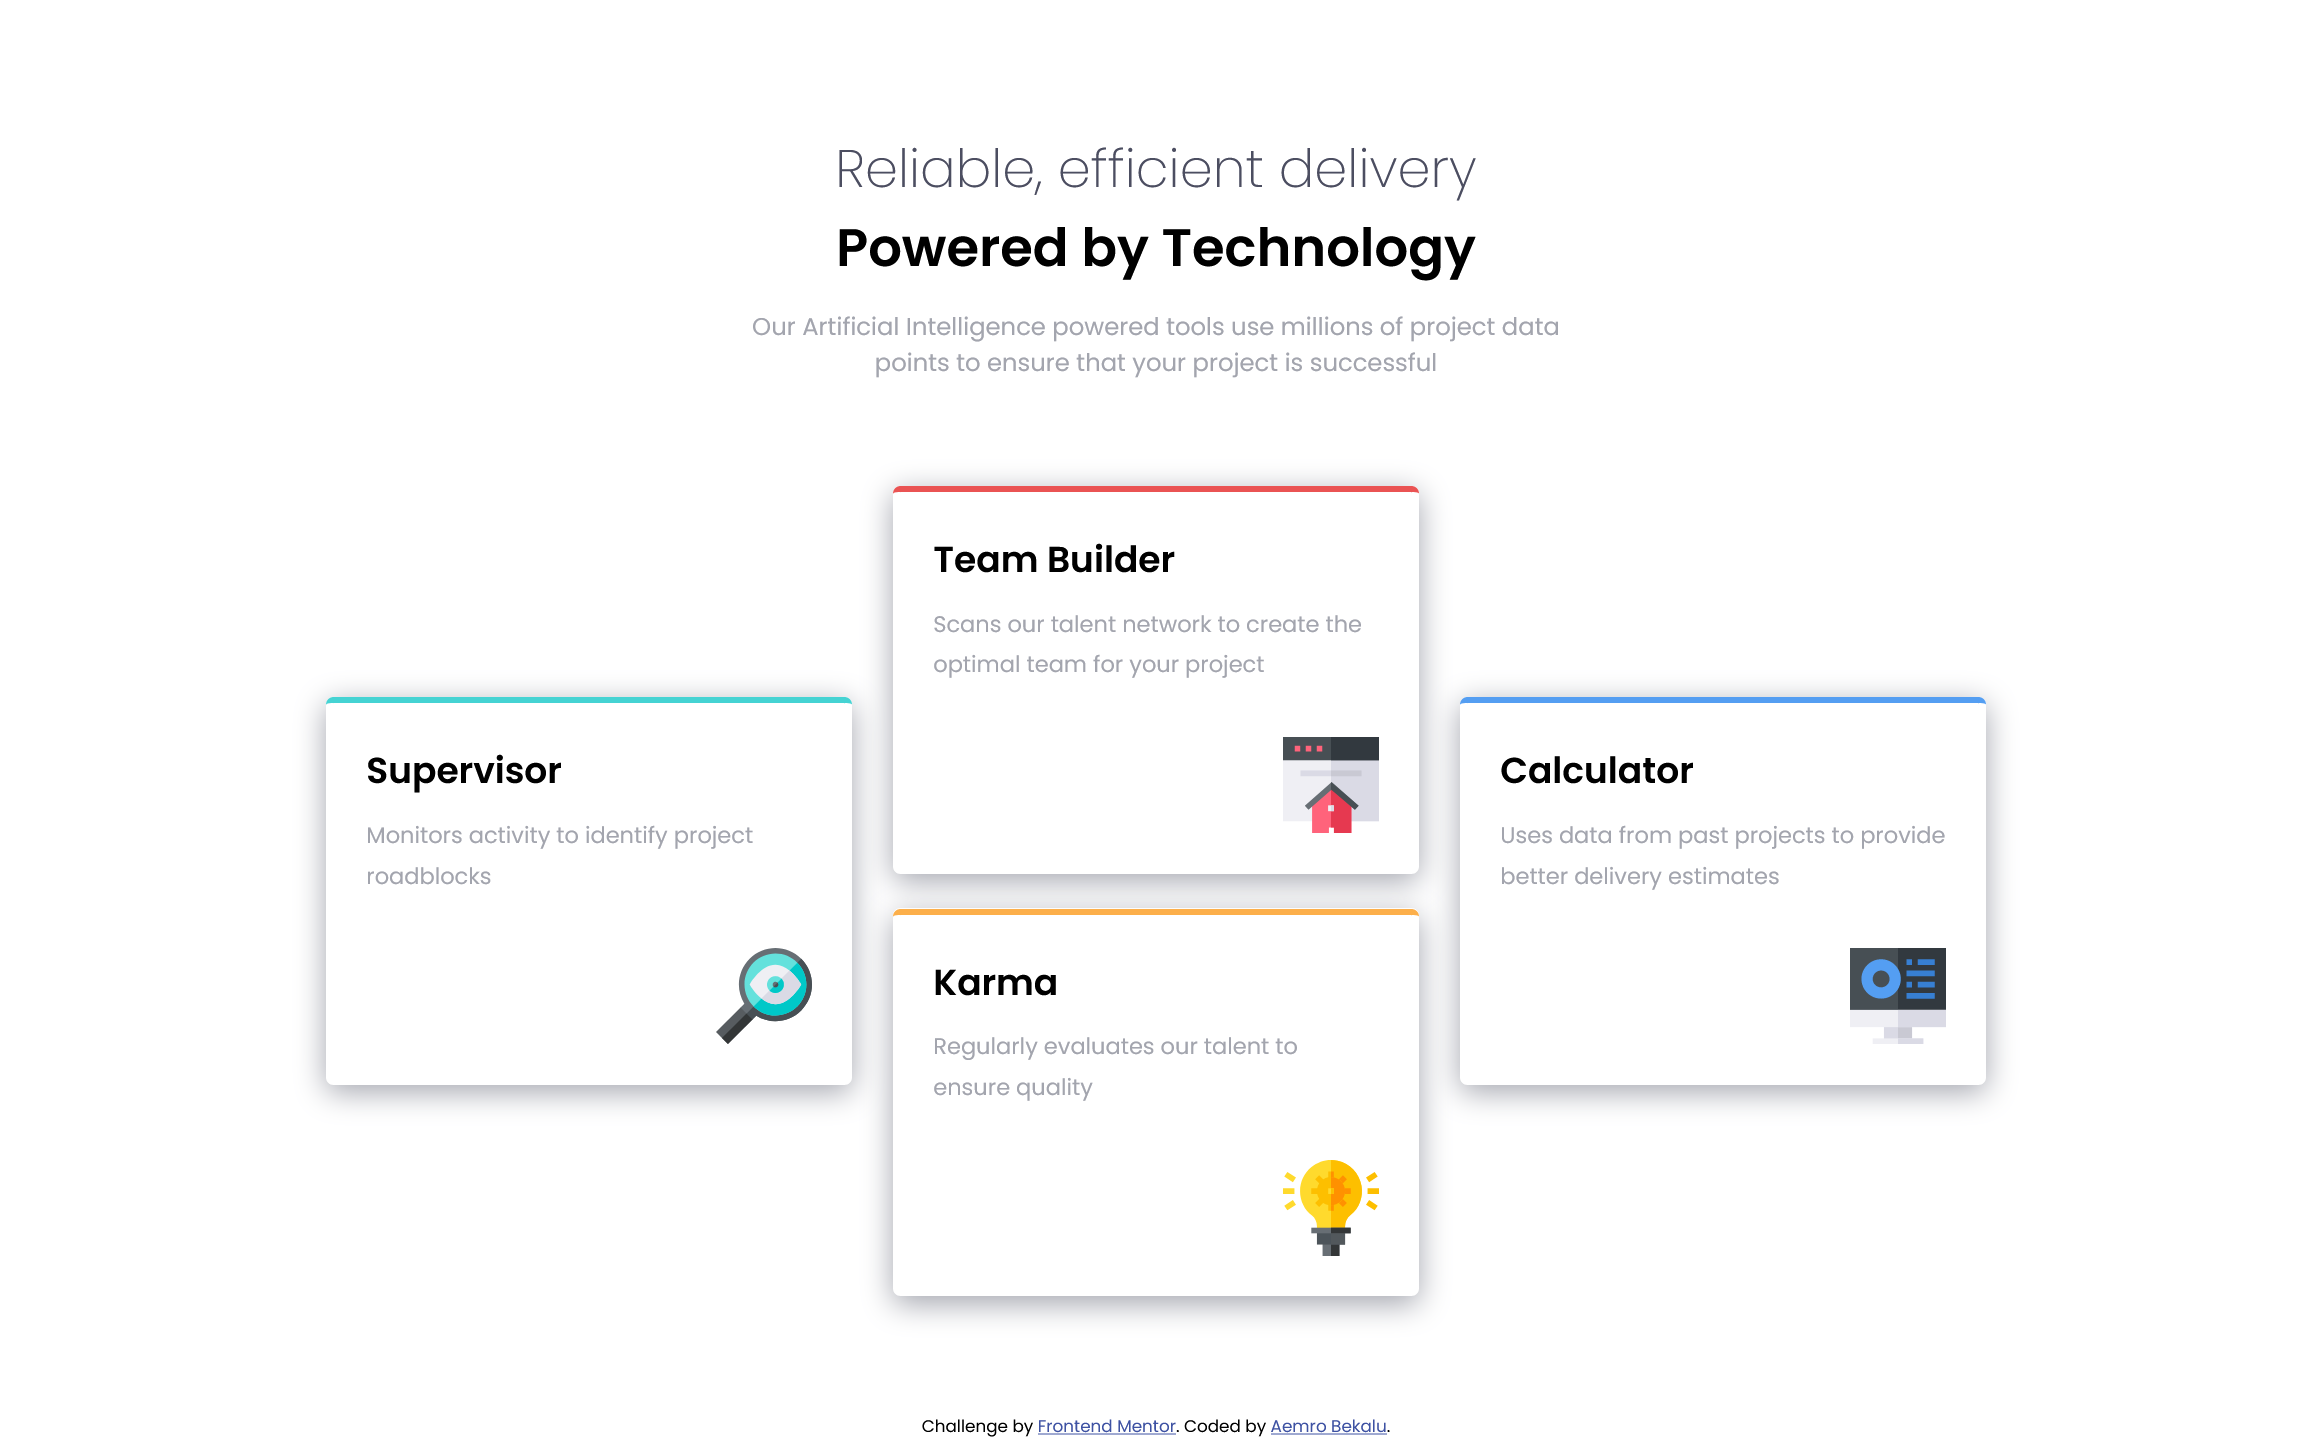 Reliable, efficient delivery
Powered by Technology
Our Artificial Intelligence powered tools use millions of project data
points to ensure that your project is successful
Supervisor
Monitors activity to identify project
roadblocks
Team Builder
Scans our talent network to create the
optimal team for your project
Karma
Regularly evaluates our talent to
ensure quality
Calculator
Uses data from past projects to provide
better delivery estimates
Challenge by Frontend Mentor. Coded by Aemro Bekalu.